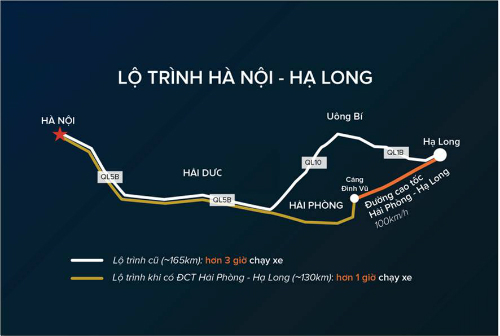 LỘ TRÌNH HÀ NỘI - HẠ LONG
HÀ NỘI
Uông Bí
QL1B
Hạ Long
QL10
QL5B
HẢI DƯC
QL5B
HẢI PHÒNG
Cảng
Đình Vũ
Đường cao tốc
Hải Phòng - Hạ Long
100km/h
Lộ trình cũ (~165km): hơn 3 giờ chạy xe
Lộ trình khi có ĐCT Hải Phòng - Hạ Long (~130km): hơn 1 giờ chạy xe